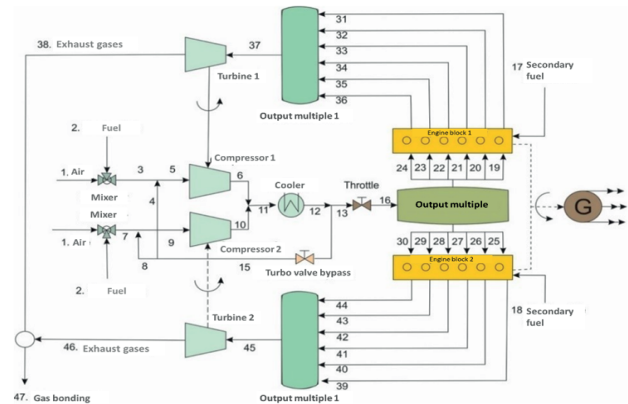 38. Exhaust gases
37
Turbine 1
31
32
33
34
35
36
Output multiple 1
17 Secondary
fuel
Engine block 1
24 23 22 21 20 19
2.
Fuel
1. Air
3
5
4
Mixer
Mixer
Compressor 1
6
Cooler
Throttle
11
12
13
16
Output multiple
G
1. Air
7
9
10
Compressor 2
8
15
Turbo valve bypass
2.
Fuel
30 29 28 27 26 25
Engine block 2
18 Secondary
fuel
Turbine 2
44
43
42
41
40
39
46. Exhaust gases
45
Output multiple 1
47. Gas bonding